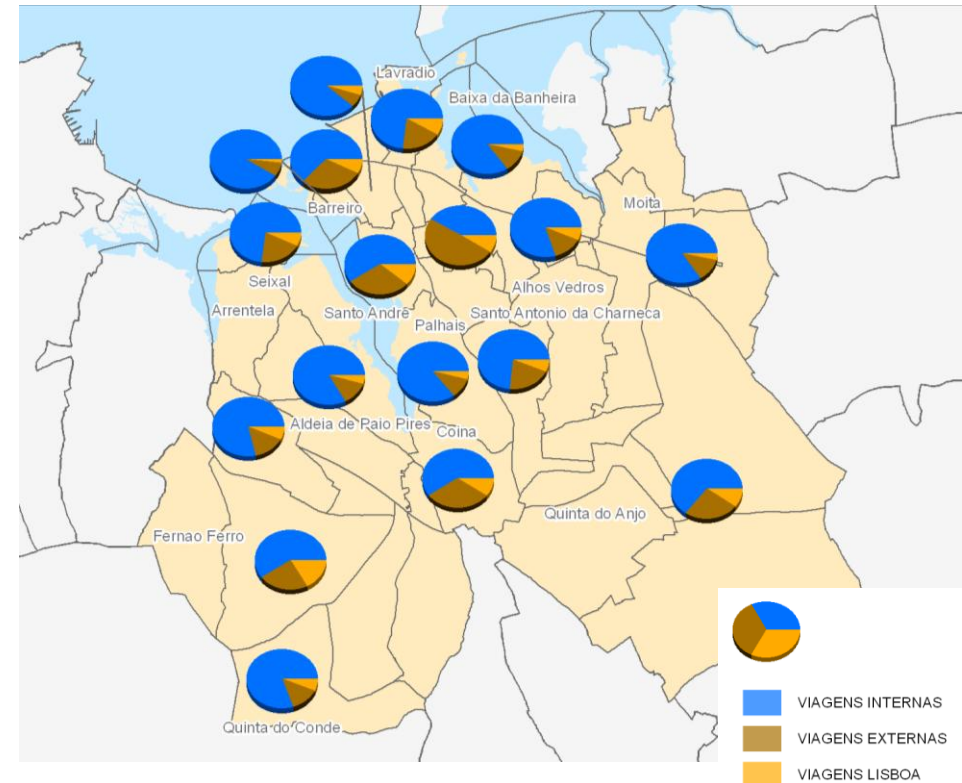 Lavradio
Baixa da Banheira
Moita
Barreiro
Seixal
Alhos Vedros
Arrentela
Santo André
Santo Antonio da Charneca
Palhais
Aldeia de Paio Pires
Coina
Quinta do Anjo
Fernao Ferro
Quinta do Conde
VIAGENS INTERNAS
VIAGENS EXTERNAS
VIAGENS LISBOA